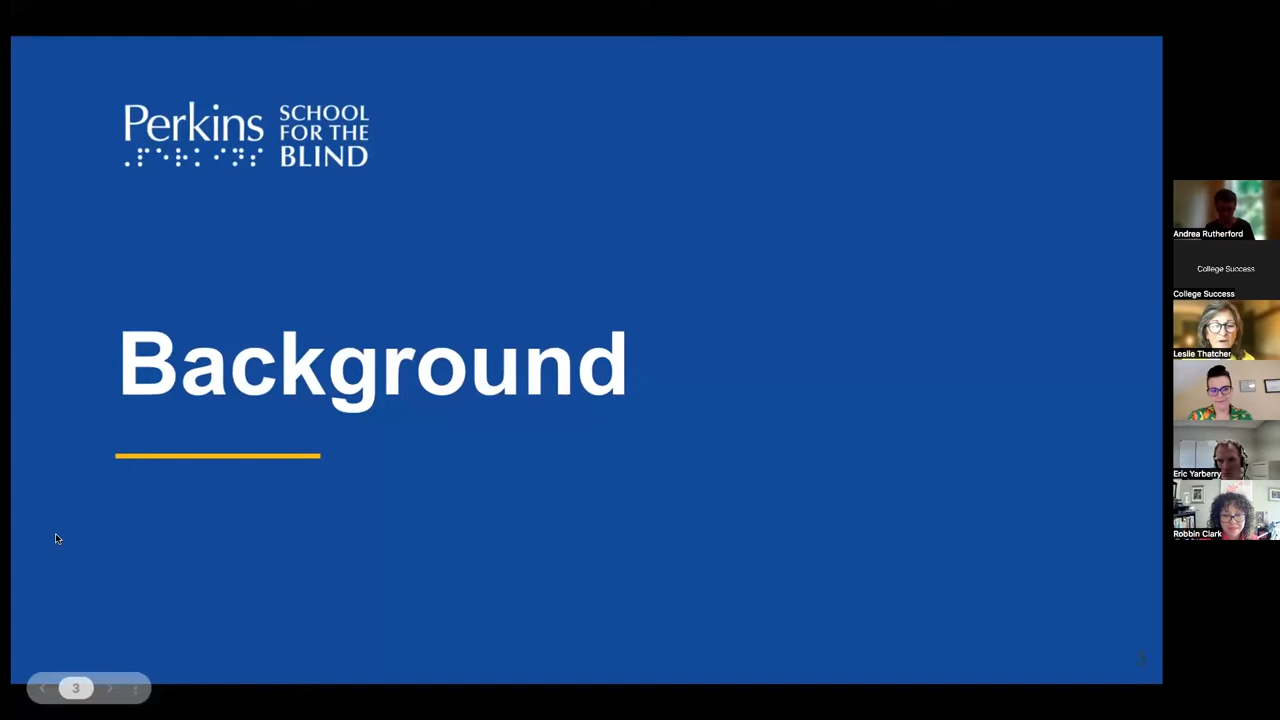 Perkins
SCHOOL
FOR THE
BLIND
Background
3
Andrea Rutherford
College Success
College Success
Leslie Thatcher
Eric Yarberry
Robbin Clark